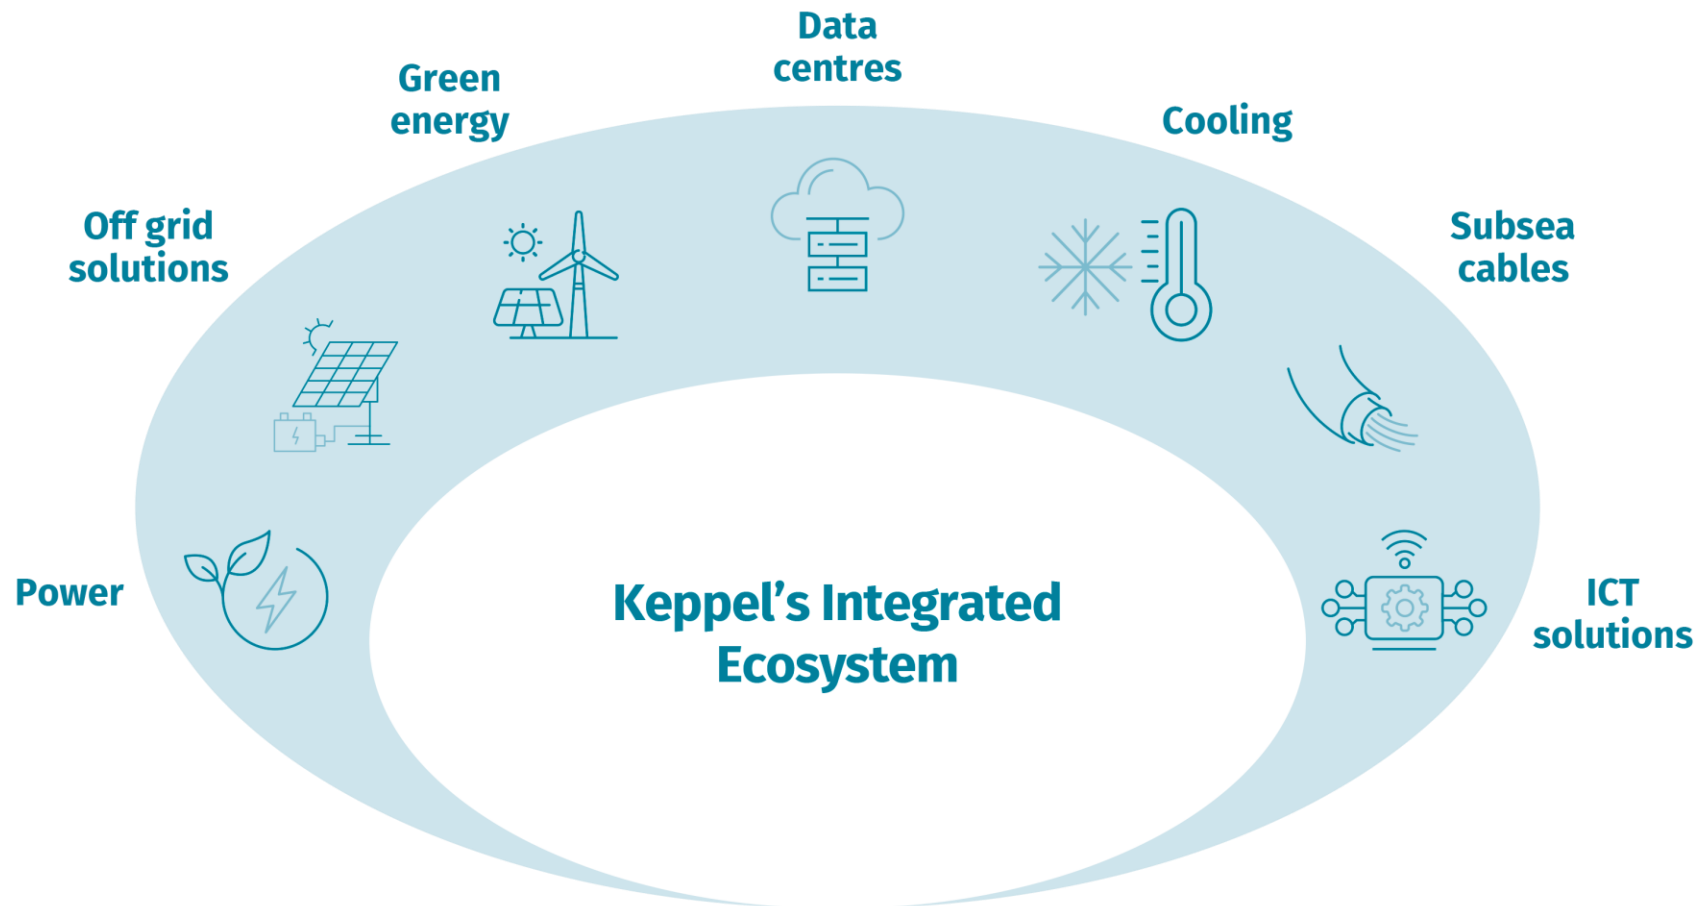 Data
centres
Green
energy
Cooling
Off grid
solutions
Subsea
cables
Power
ICT
solutions
Keppel’s Integrated
Ecosystem